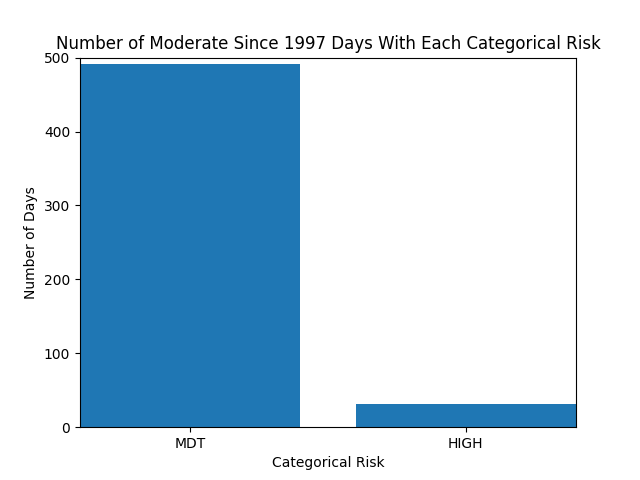 Number of Moderate Since 1997 Days With Each Categorical Risk
500
400
300
200
100
0
Number of Days
MDT
HIGH
Categorical Risk